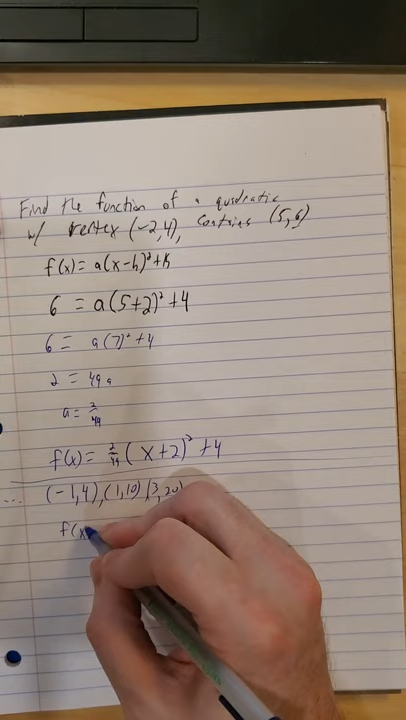 Find the function of a quadratic
w/ vertex (-2,4), contains (5,6)
f(x) = a(x-h)²+k
6 = a(5+2)²+4
6 = a(7)²+4
2 = 49a
a = 2/49
f(x) = 2/49 (x+2)² +4
... (-1,4), (1,10) (3,20)
f(x